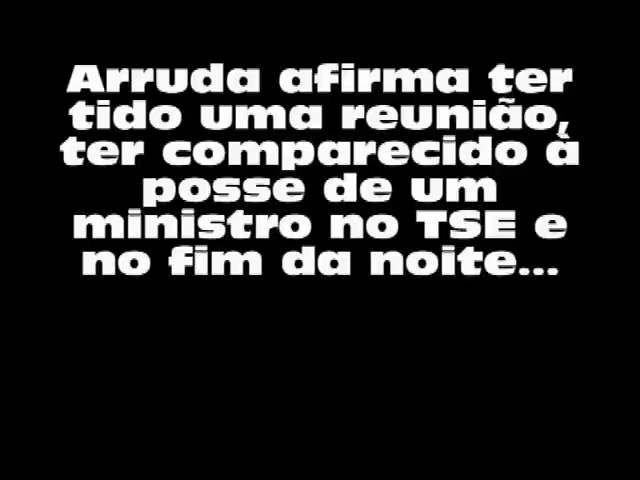 Arruda afirma ter
tido uma reunião,
ter comparecido à
posse de um
ministro no TSE e
no fim da noite...